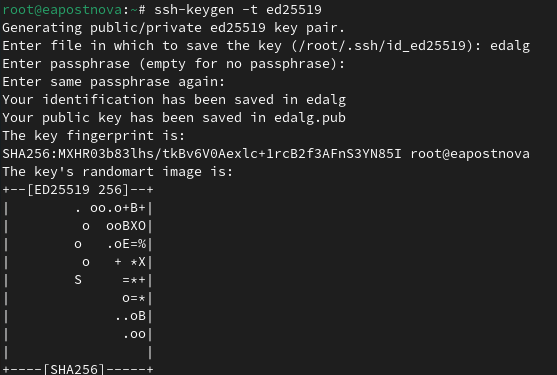 root@eapostnova:~# ssh-keygen -t ed25519
Generating public/private ed25519 key pair.
Enter file in which to save the key (/root/.ssh/id_ed25519): edalg
Enter passphrase (empty for no passphrase):
Enter same passphrase again:
Your identification has been saved in edalg
Your public key has been saved in edalg.pub
The key fingerprint is:
SHA256:MXHR03b83lhs/tkBv6V0Aexlc+1rcB2f3AFnS3YN85I root@eapostnova
The key's randomart image is:
+--[ED25519 256]--+
|        . oo.o+B+|
|         o  ooBXO|
|        o   .oE=%|
|         o   + *X|
|        S     =*+|
|              o=*|
|             ..oB|
|              .oo|
|                 |
+----[SHA256]-----+